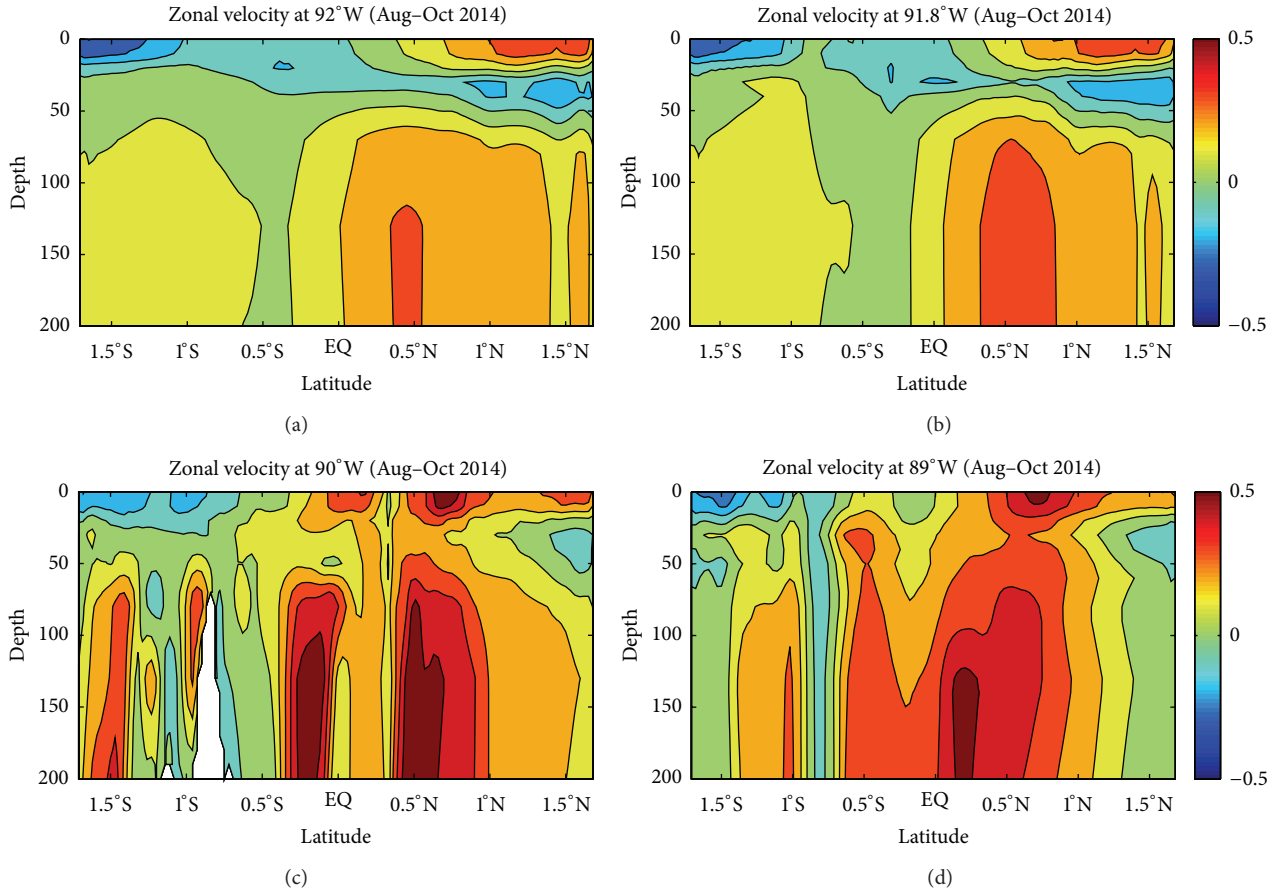 Zonal velocity at 92°W (Aug–Oct 2014)
0
50
100
150
200
Depth
1.5°S 1°S 0.5°S EQ 0.5°N 1°N 1.5°N
Latitude
(a)
Zonal velocity at 91.8°W (Aug–Oct 2014)
0
50
100
150
200
Depth
1.5°S 1°S 0.5°S EQ 0.5°N 1°N 1.5°N
Latitude
0.5
0
−0.5
(b)
Zonal velocity at 90°W (Aug–Oct 2014)
0
50
100
150
200
Depth
1.5°S 1°S 0.5°S EQ 0.5°N 1°N 1.5°N
Latitude
(c)
Zonal velocity at 89°W (Aug–Oct 2014)
0
50
100
150
200
Depth
1.5°S 1°S 0.5°S EQ 0.5°N 1°N 1.5°N
Latitude
0.5
0
−0.5
(d)